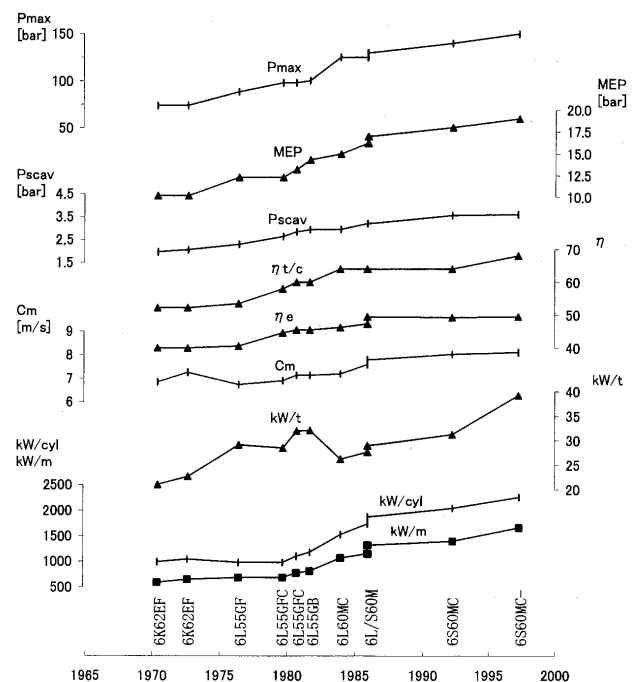 Pmax
[bar]
150
100
50
Pmax
MEP
[bar]
20.0
17.5
15.0
12.5
10.0
MEP
Pscav
[bar]
4.5
3.5
2.5
1.5
Pscav
η
70
60
50
40
η t/c
η e
Cm
[m/s]
9
8
7
6
Cm
kW/t
40
35
30
25
20
kW/t
kW/cyl
kW/m
2500
2000
1500
1000
500
kW/cyl
kW/m
6K62EF
6K62EF
6L55GF
6L55GFC
6L55GFC
6L55GB
6L60MC
6L/S60M
6S60MC
6S60MC
1965
1970
1975
1980
1985
1990
1995
2000